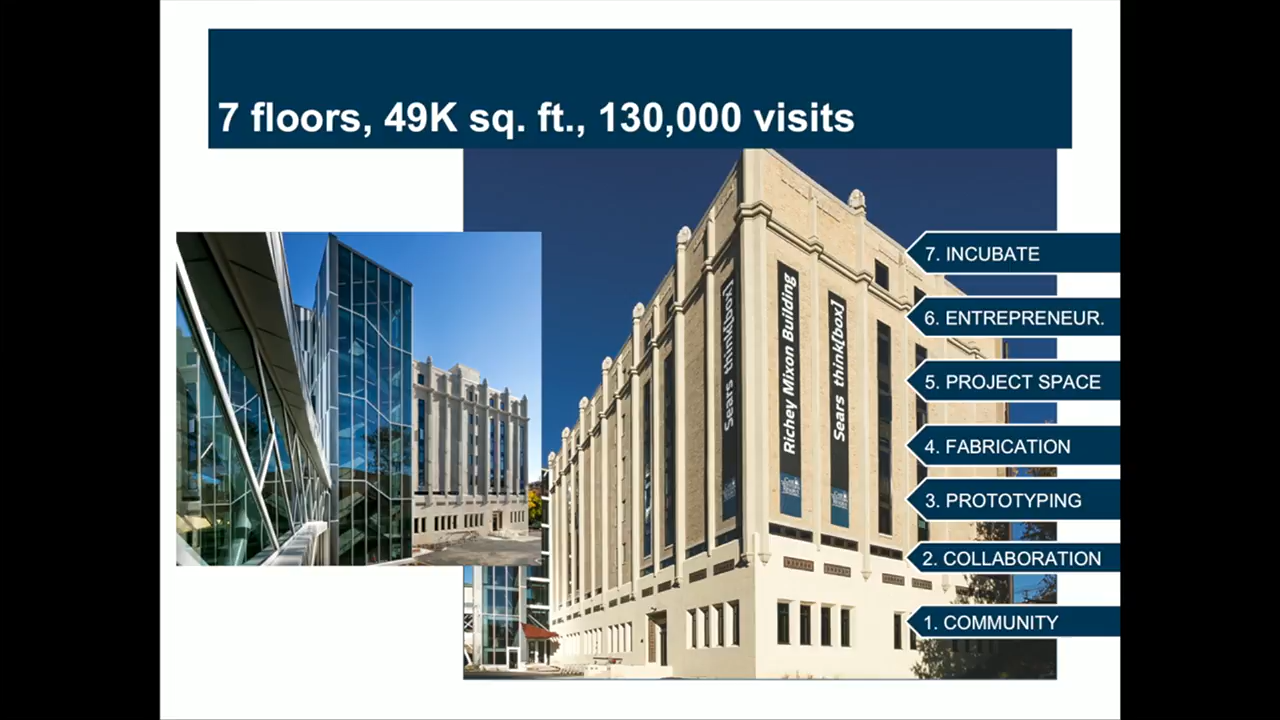 7 floors, 49K sq. ft., 130,000 visits
Sears think[box]
Richey Mixon Building
Sears think[box]
7. INCUBATE
6. ENTREPRENEUR.
5. PROJECT SPACE
4. FABRICATION
3. PROTOTYPING
2. COLLABORATION
1. COMMUNITY